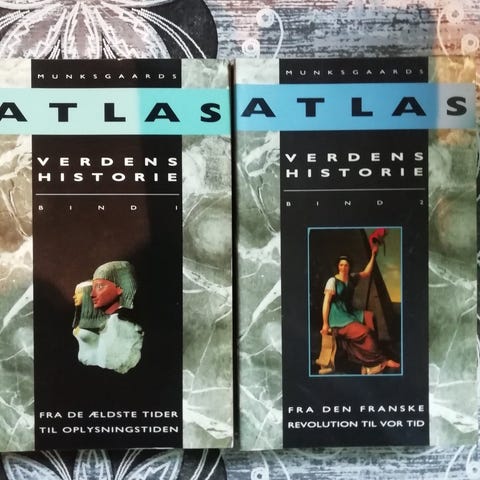 MUNKSGAARDS
ATLAS
VERDENS
HISTORIE
BIND 1
FRA DE ÆLDSTE TIDER
TIL OPLYSNINGSTIDEN
MUNKSGAARDS
ATLAS
VERDENS
HISTORIE
BIND 2
FRA DEN FRANSKE
REVOLUTION TIL VOR TID